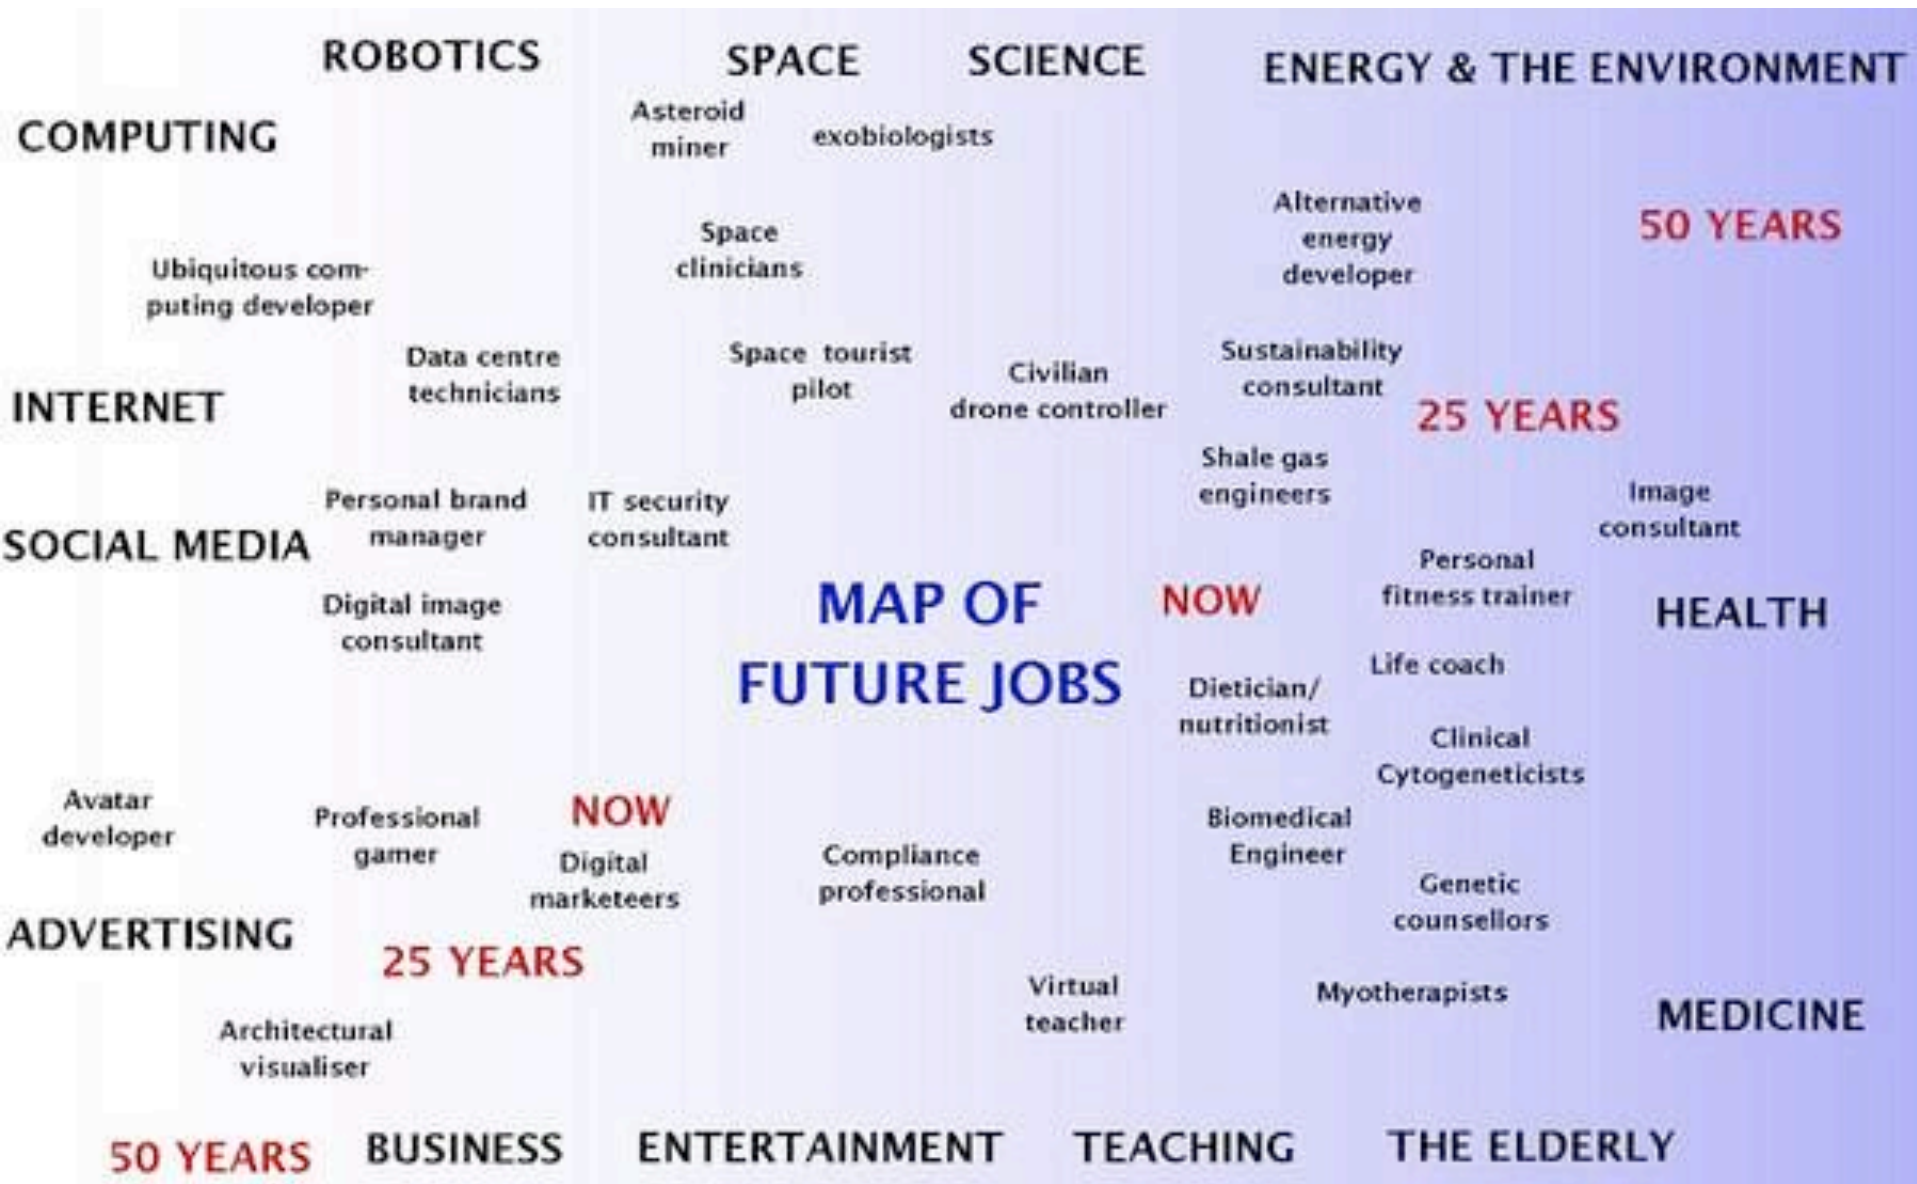 ROBOTICS
SPACE
SCIENCE
ENERGY & THE ENVIRONMENT
COMPUTING
Asteroid
miner
exobiologists
Alternative
energy
developer
50 YEARS
Space
clinicians
Ubiquitous com-
puting developer
Data centre
technicians
Space tourist
pilot
Civilian
drone controller
Sustainability
consultant
INTERNET
25 YEARS
Shale gas
engineers
Image
consultant
Personal brand
manager
IT security
consultant
SOCIAL MEDIA
Personal
fitness trainer
Digital image
consultant
MAP OF
FUTURE JOBS
NOW
HEALTH
Life coach
Dietician/
nutritionist
Clinical
Cytogeneticists
Avatar
developer
Professional
gamer
NOW
Digital
marketeers
Compliance
professional
Biomedical
Engineer
Genetic
counsellors
ADVERTISING
25 YEARS
Virtual
teacher
Myotherapists
MEDICINE
Architectural
visualiser
50 YEARS
BUSINESS
ENTERTAINMENT
TEACHING
THE ELDERLY